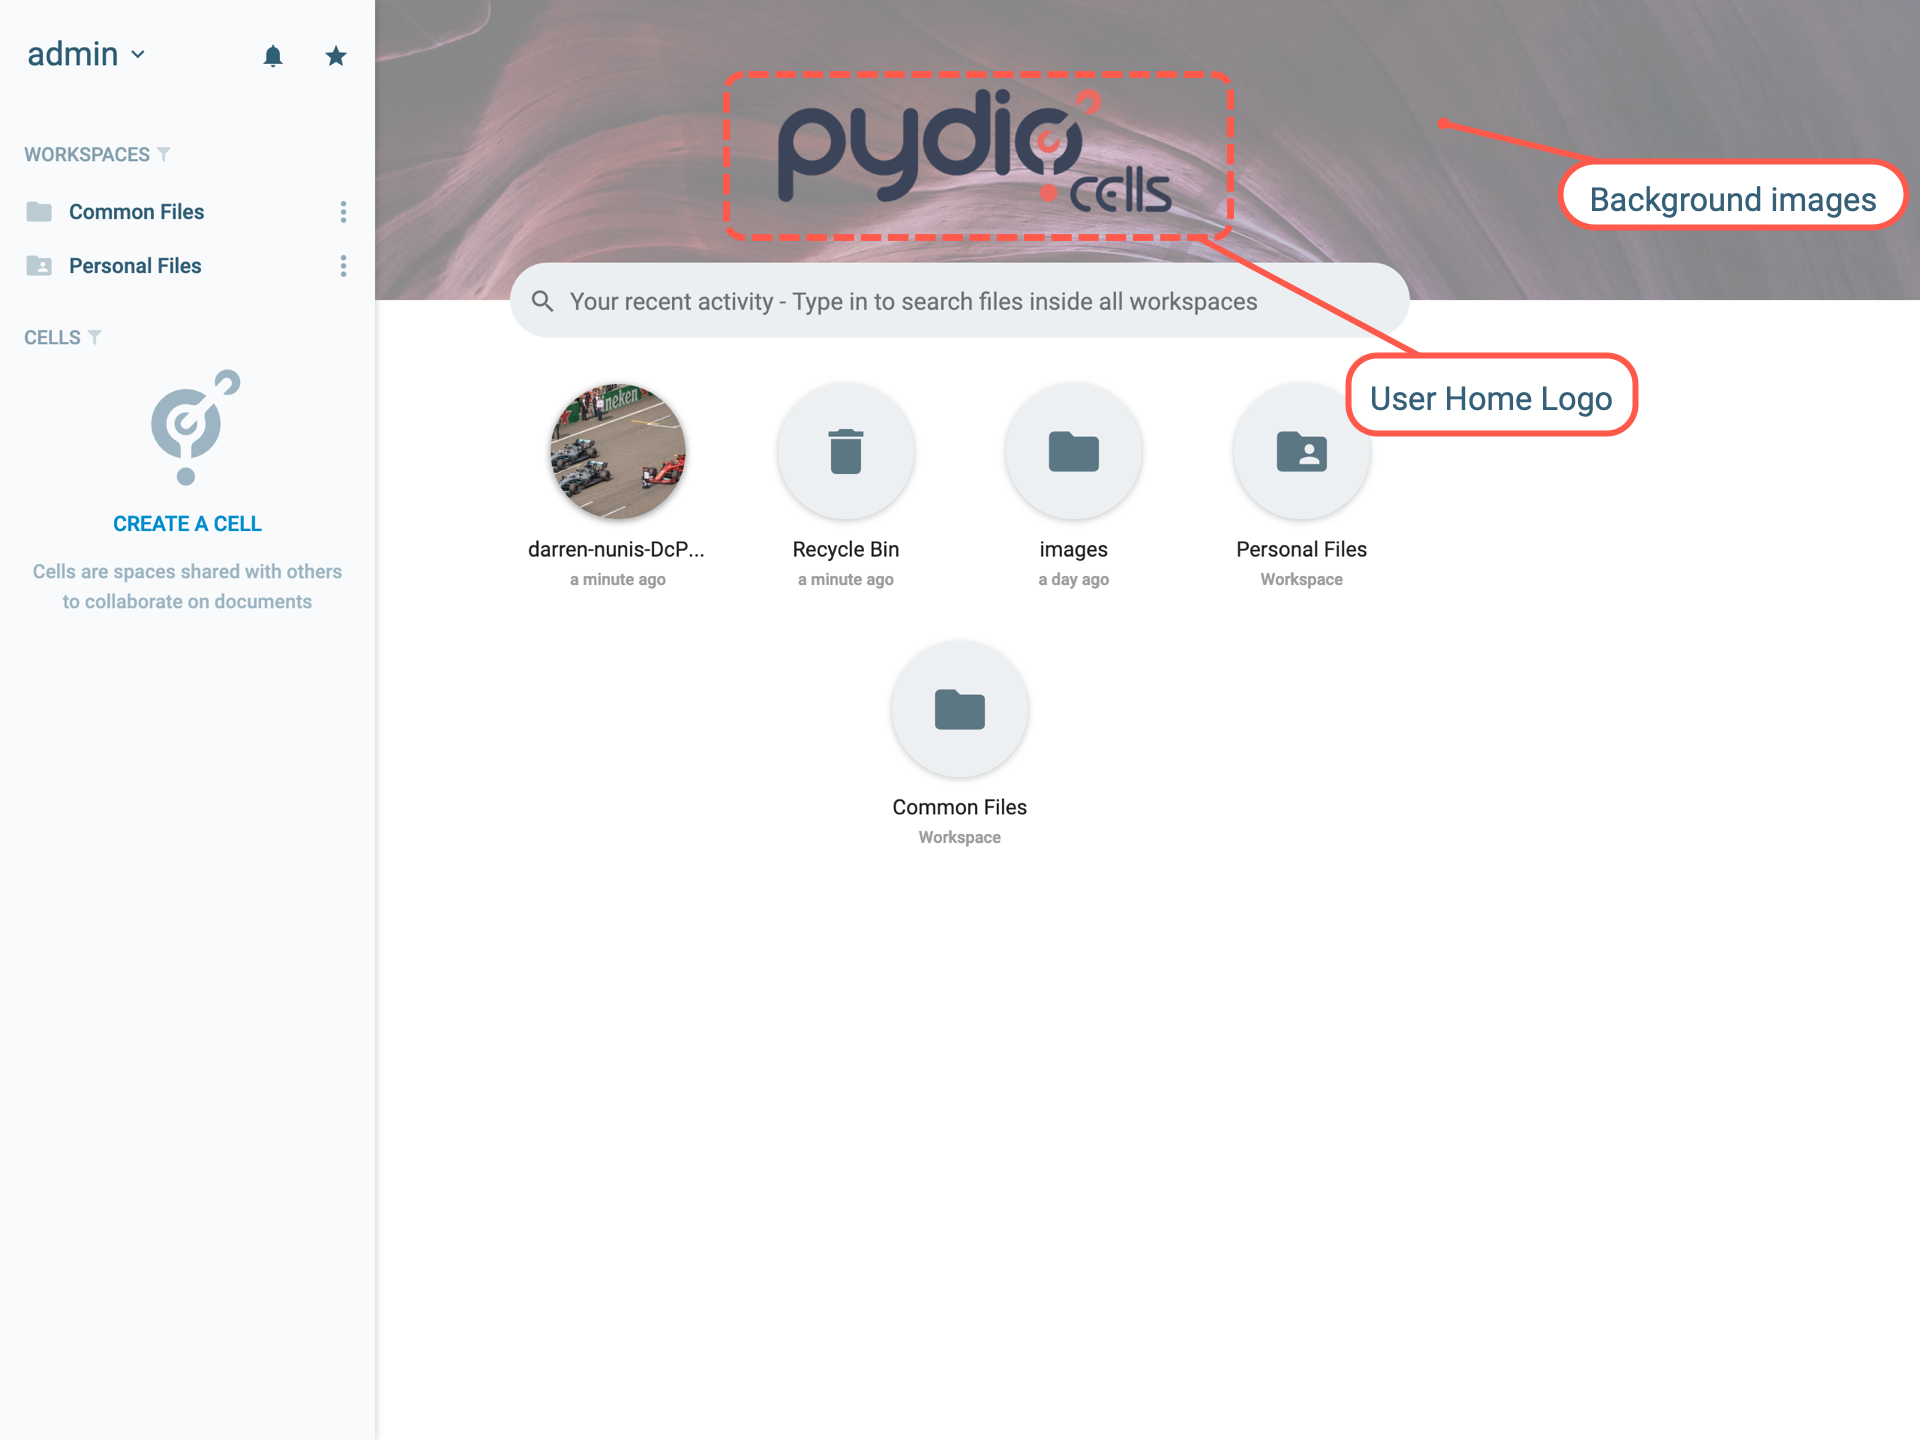 admin
WORKSPACES
Common Files
Personal Files
CELLS
CREATE A CELL
Cells are spaces shared with others
to collaborate on documents
pydio
cells
Background images
Your recent activity - Type in to search files inside all workspaces
User Home Logo
heineken
darren-nunis-DcP...
a minute ago
Recycle Bin
a minute ago
images
a day ago
Personal Files
Workspace
Common Files
Workspace